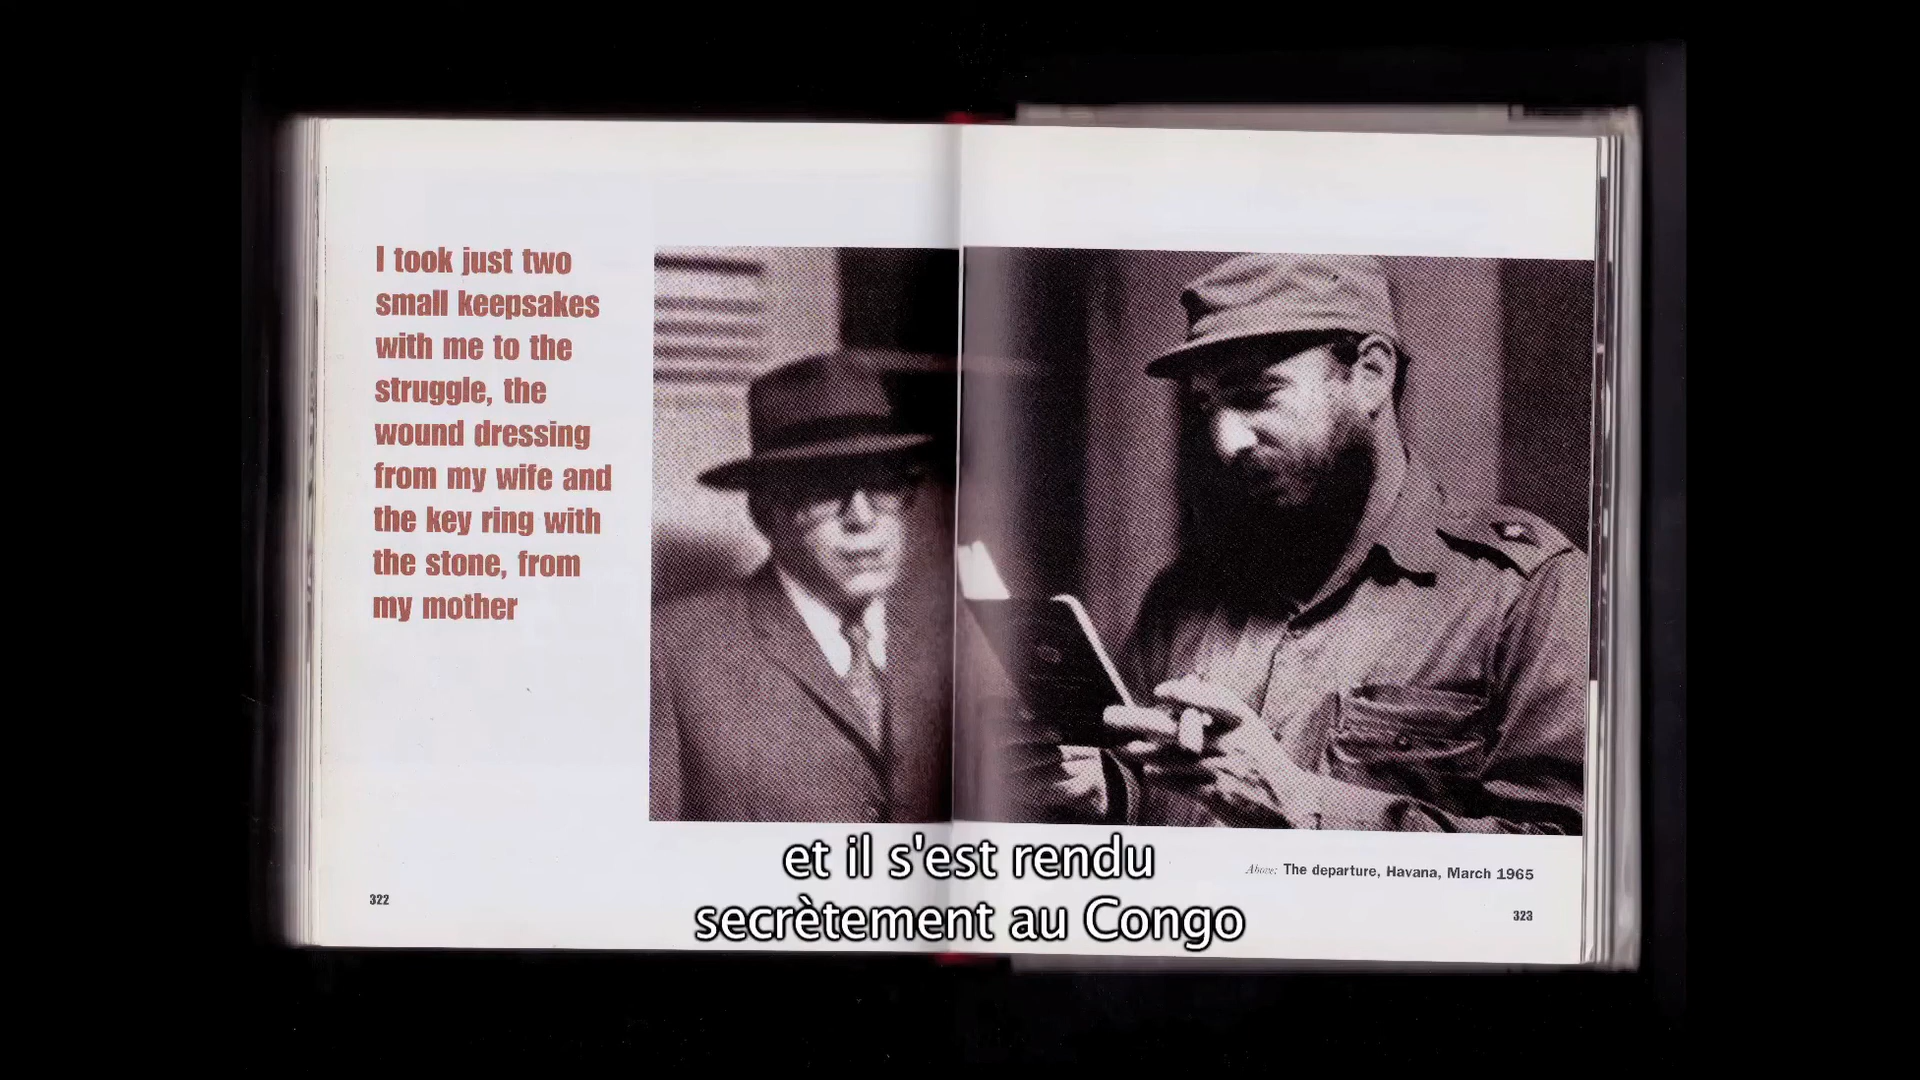 I took just two
small keepsakes
with me to the
struggle, the
wound dressing
from my wife and
the key ring with
the stone, from
my mother
322
Above: The departure, Havana, March 1965
323
et il s'est rendu
secrètement au Congo